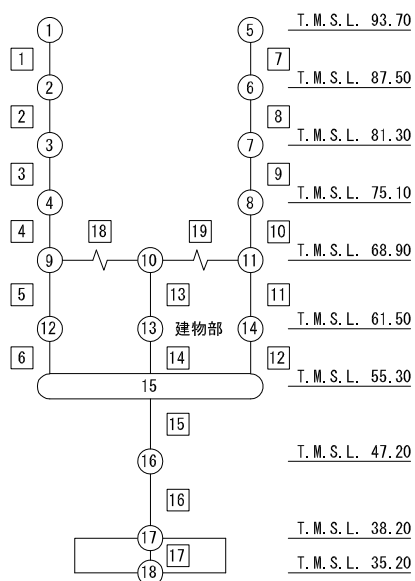 1 5 T.M.S.L. 93.70
1 7
2 6 T.M.S.L. 87.50
2 8
3 7 T.M.S.L. 81.30
3 9
4 8 T.M.S.L. 75.10
4 18 19 10
9 10 11 T.M.S.L. 68.90
5 13 11
12 13 建物部 14 T.M.S.L. 61.50
6 14 12
15 T.M.S.L. 55.30
15
16 T.M.S.L. 47.20
16
17 T.M.S.L. 38.20
17
18 T.M.S.L. 35.20